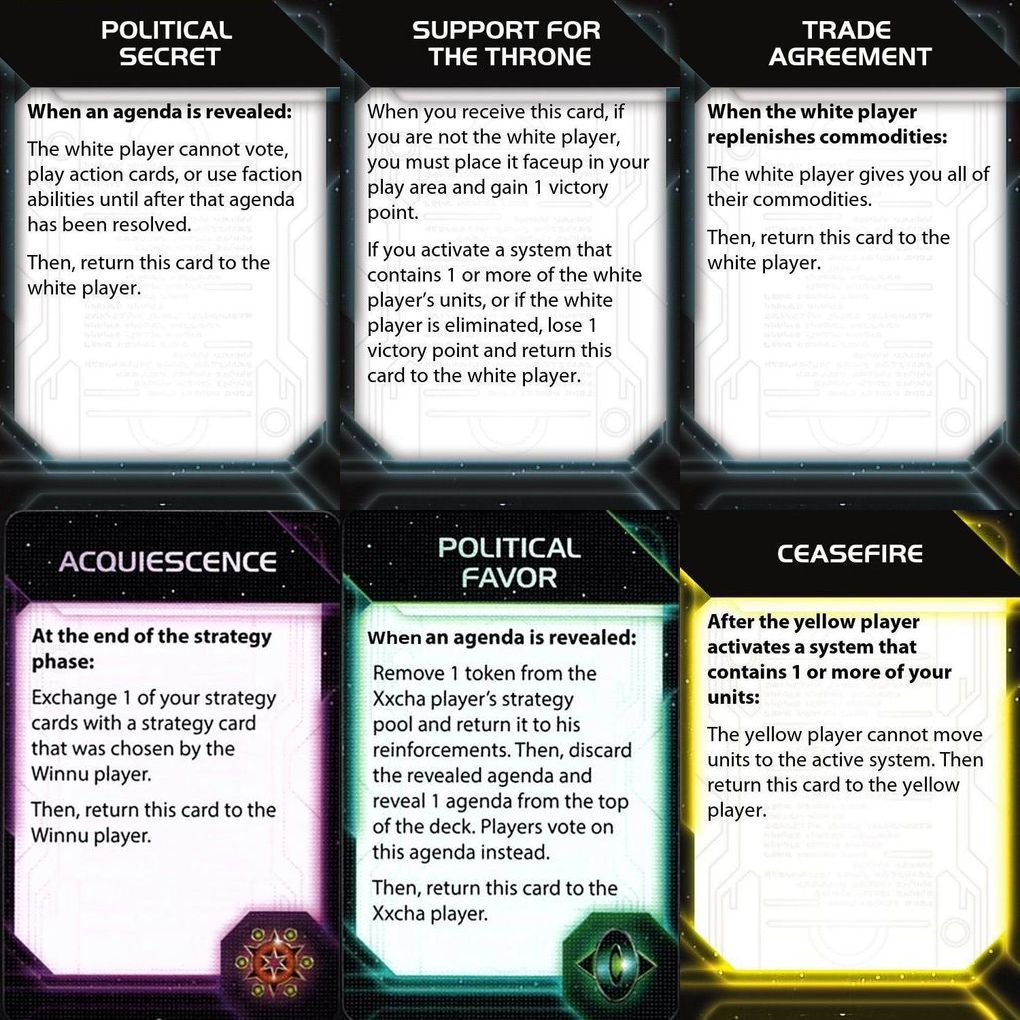 POLITICAL
SECRET
When an agenda is revealed:
The white player cannot vote,
play action cards, or use faction
abilities until after that agenda
has been resolved.
Then, return this card to the
white player.
SUPPORT FOR
THE THRONE
When you receive this card, if
you are not the white player,
you must place it faceup in your
play area and gain 1 victory
point.
If you activate a system that
contains 1 or more of the white
player's units, or if the white
player is eliminated, lose 1
victory point and return this
card to the white player.
TRADE
AGREEMENT
When the white player
replenishes commodities:
The white player gives you all of
their commodities.
Then, return this card to the
white player.
ACQUIESCENCE
At the end of the strategy
phase:
Exchange 1 of your strategy
cards with a strategy card
that was chosen by the
Winnu player.
Then, return this card to the
Winnu player.
POLITICAL
FAVOR
When an agenda is revealed:
Remove 1 token from the
Xxcha player's strategy
pool and return it to his
reinforcements. Then, discard
the revealed agenda and
reveal 1 agenda from the top
of the deck. Players vote on
this agenda instead.
Then, return this card to the
Xxcha player.
CEASEFIRE
After the yellow player
activates a system that
contains 1 or more of your
units:
The yellow player cannot move
units to the active system. Then
return this card to the yellow
player.